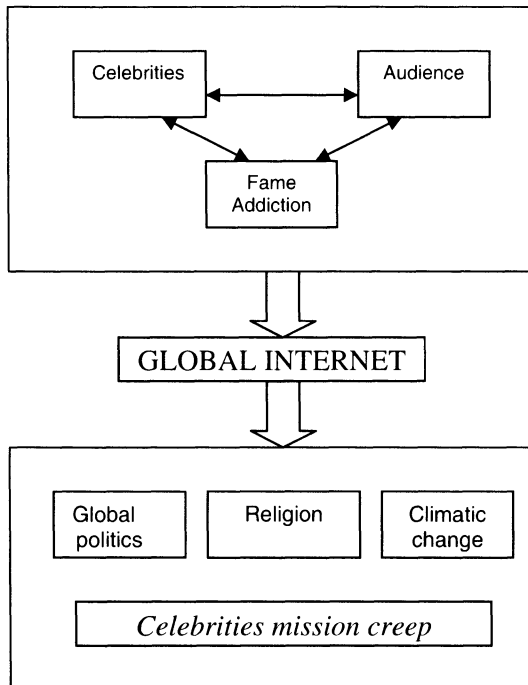 Celebrities
Audience
Fame
Addiction
GLOBAL INTERNET
Global
politics
Religion
Climatic
change
Celebrities mission creep